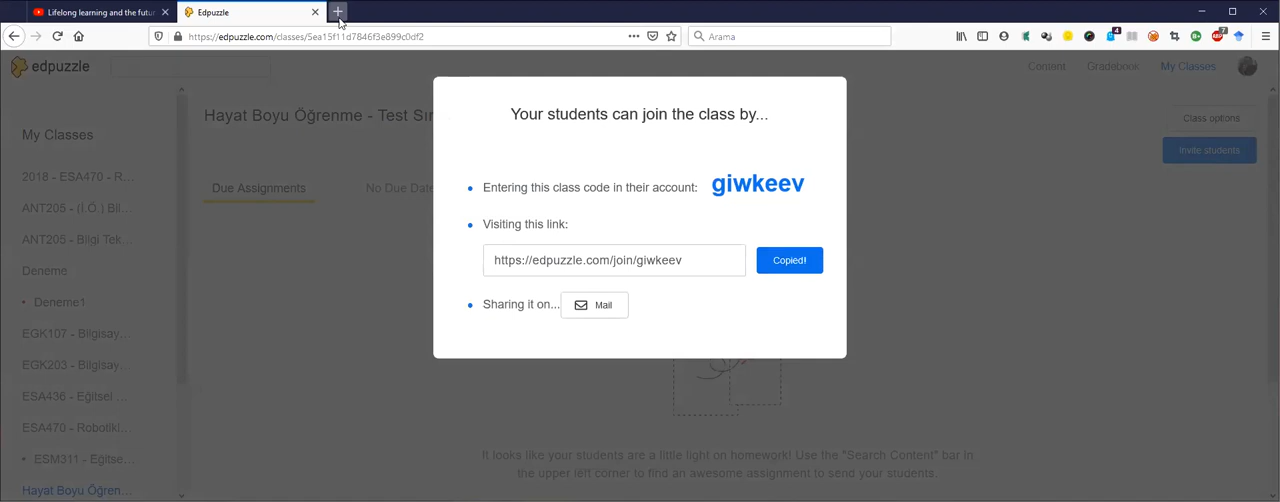 Lifelong learning and the futur
Edpuzzle
https://edpuzzle.com/classes/5ea15f11d7846f3e899c0df2
Arama
4
7
edpuzzle
Content
Gradebook
My Classes
Hayat Boyu Öğrenme - Test Sın
Class options
Invite students
My Classes
2018 - ESA470 - R...
ANT205 - (İ.Ö.) Bil...
ANT205 - Bilgi Tek...
Deneme
Deneme1
EGK107 - Bilgisay...
EGK203 - Bilgisay...
ESA436 - Eğitsel ...
ESA470 - Robotiki...
ESM311 - Eğitse...
Hayat Boyu Öğren...
Due Assignments
No Due Date
Your students can join the class by...
Entering this class code in their account: giwkeev
Visiting this link:
https://edpuzzle.com/join/giwkeev
Copied!
Sharing it on...
Mail
It looks like your students are a little light on homework! Use the "Search Content" bar in
the upper left corner to find an awesome assignment to send your students.